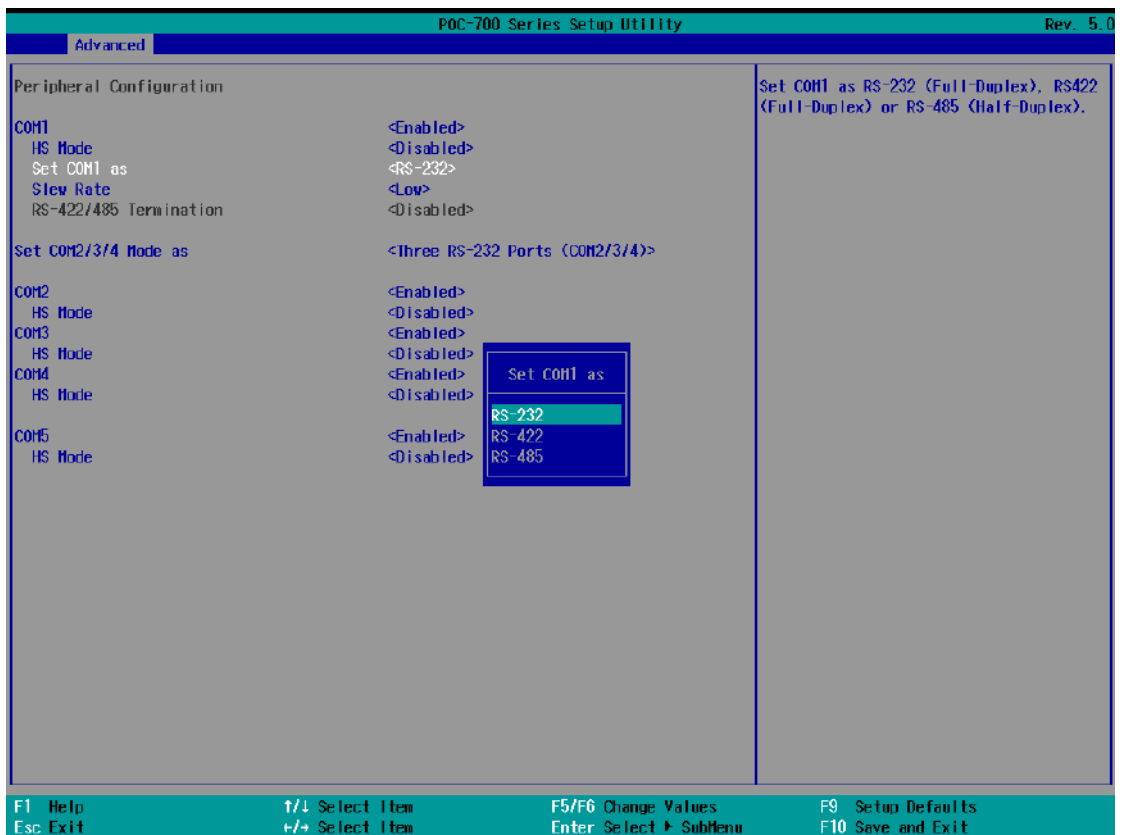 POC-700 Series Setup Utility Rev. 5.0
Advanced
Peripheral Configuration
COM1 <Enabled>
HS Mode <Disabled>
Set COM1 as <RS-232>
Slew Rate <Low>
RS-422/485 Termination <Disabled>
Set COM2/3/4 Mode as <Three RS-232 Ports (COM2/3/4)>
COM2 <Enabled>
HS Mode <Disabled>
COM3 <Enabled>
HS Mode <Disabled>
COM4 <Enabled>
HS Mode <Disabled>
COM5 <Enabled>
HS Mode <Disabled>
Set COM1 as
RS-232
RS-422
RS-485
Set COM1 as RS-232 (Full-Duplex), RS422
(Full-Duplex) or RS-485 (Half-Duplex).
F1 Help ↑/↓ Select Item F5/F6 Change Values F9 Setup Defaults
Esc Exit ←/→ Select Item Enter Select ▶ SubMenu F10 Save and Exit